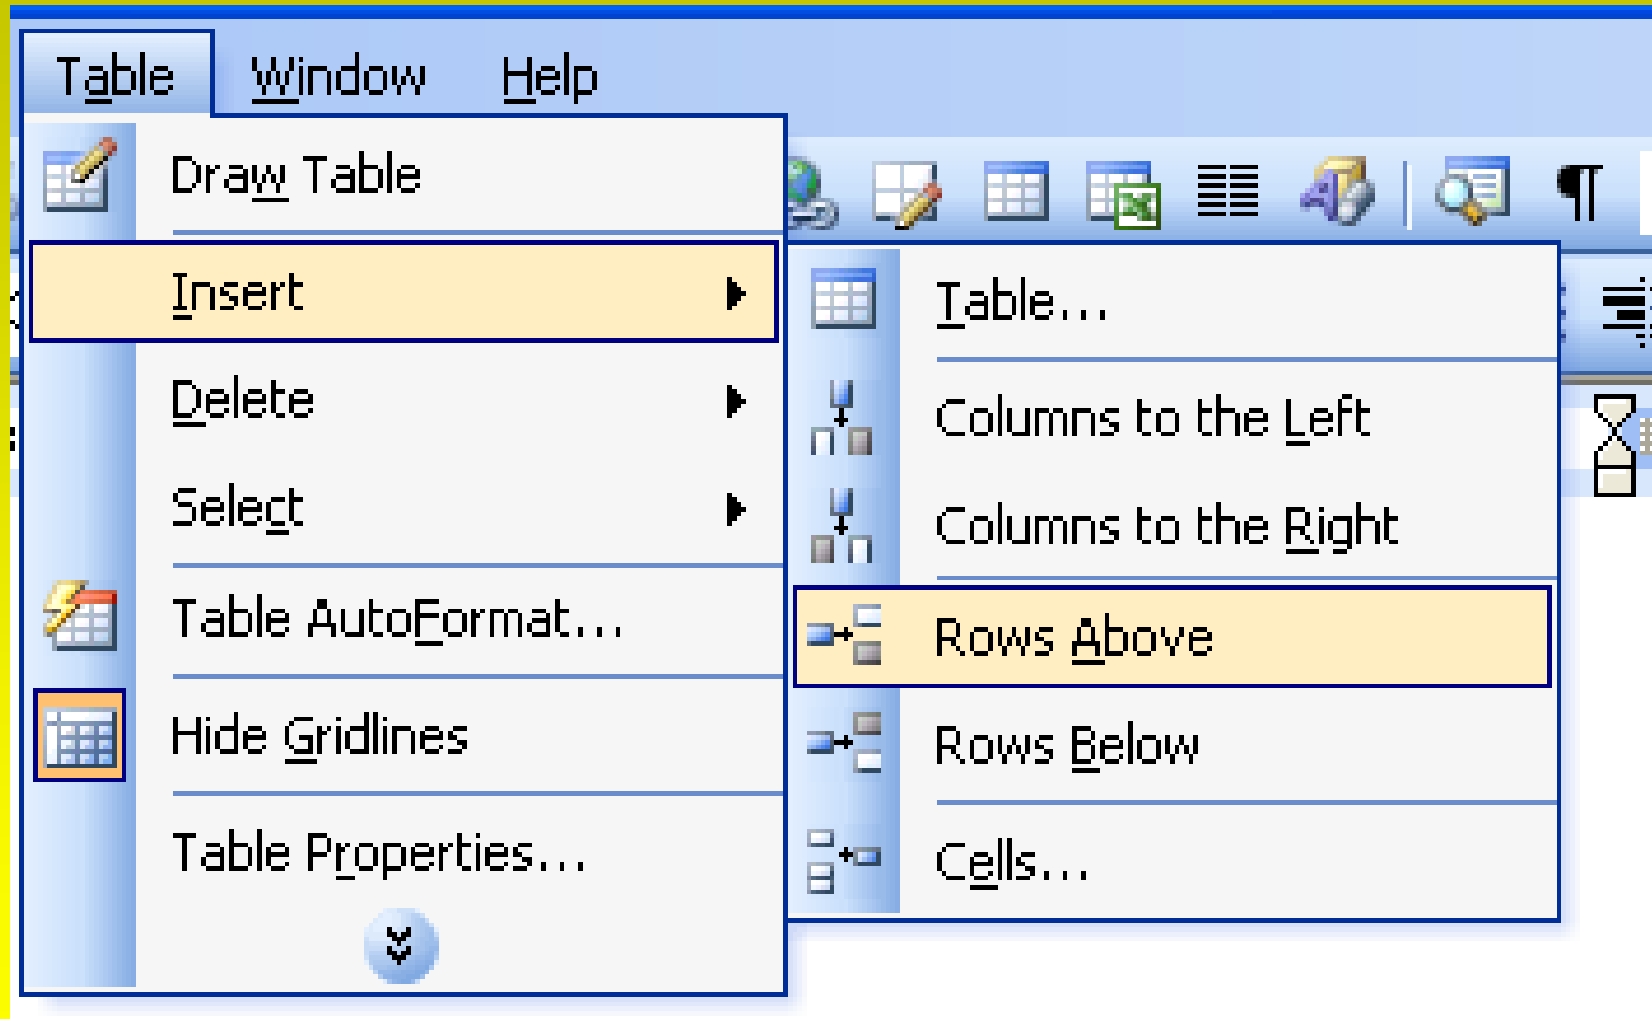 Table Window Help
Draw Table
Insert
Delete
Select
Table AutoFormat...
Hide Gridlines
Table Properties...
Table...
Columns to the Left
Columns to the Right
Rows Above
Rows Below
Cells...